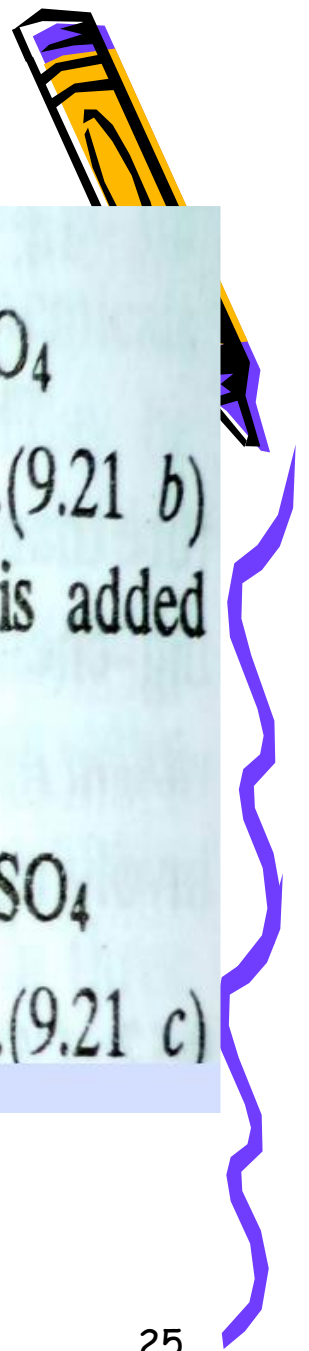 O₄
.(9.21 b)
is added
SO₄
.(9.21 c)
25